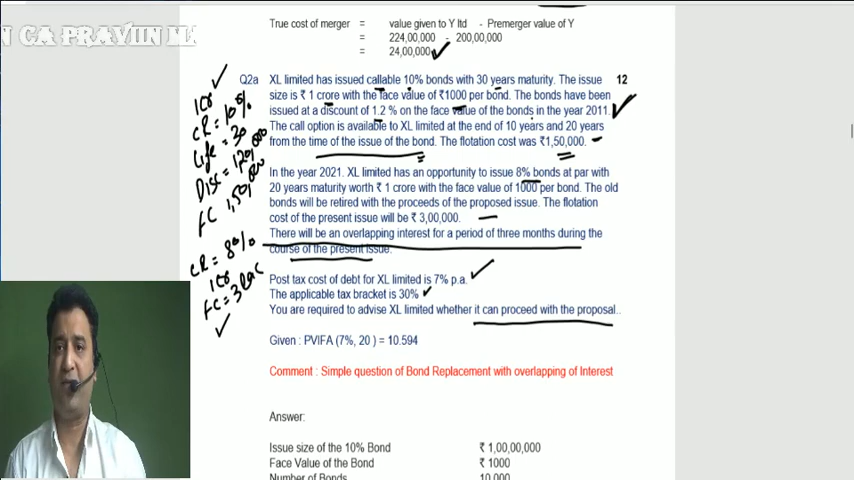 True cost of merger = value given to Y ltd - Premerger value of Y
= 224,00,000 - 200,00,000
= 24,00,000
N CA PRAVIIN MA
Q2a XL limited has issued callable 10% bonds with 30 years maturity. The issue 12
size is ₹ 1 crore with the face value of ₹1000 per bond. The bonds have been
issued at a discount of 1.2 % on the face value of the bonds in the year 2011.
The call option is available to XL limited at the end of 10 years and 20 years
from the time of the issue of the bond. The flotation cost was ₹1,50,000.
In the year 2021. XL limited has an opportunity to issue 8% bonds at par with
20 years maturity worth ₹ 1 crore with the face value of 1000 per bond. The old
bonds will be retired with the proceeds of the proposed issue. The flotation
cost of the present issue will be ₹ 3,00,000.
There will be an overlapping interest for a period of three months during the
course of the present issue.
Post tax cost of debt for XL limited is 7% p.a.
The applicable tax bracket is 30%
You are required to advise XL limited whether it can proceed with the proposal..
Given : PVIFA (7%, 20 ) = 10.594
Comment : Simple question of Bond Replacement with overlapping of Interest
Answer:
Issue size of the 10% Bond ₹ 1,00,00,000
Face Value of the Bond ₹ 1000
Number of Bonds 10,000
1cr
CR = 10%
Life = 30
Disc = 120,000
FC 1,50,000
CR = 8%
1cr
FC = 3 lac